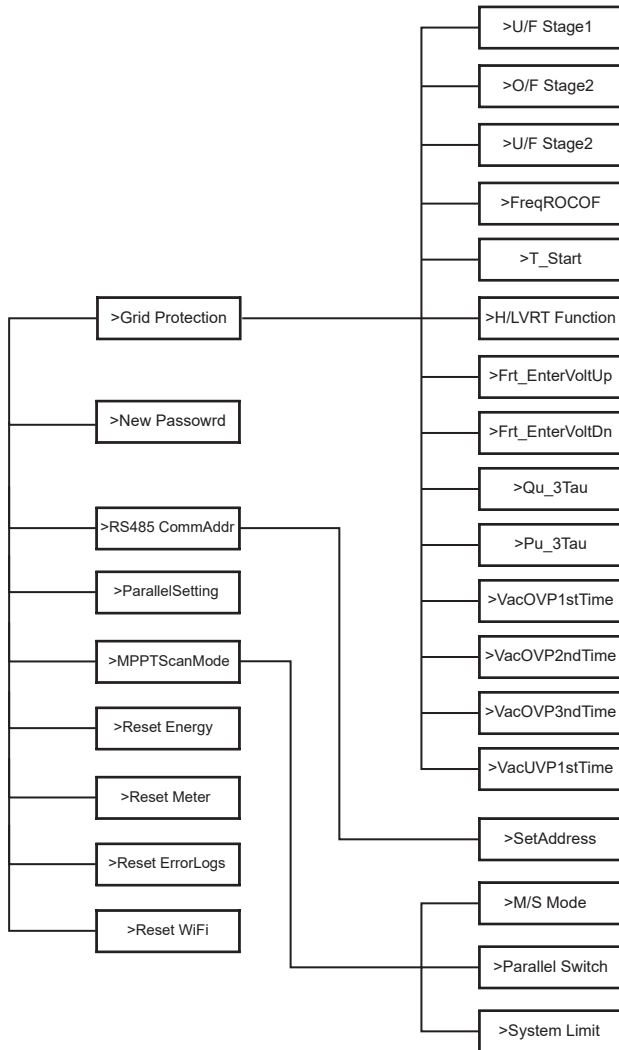 >Grid Protection
>New Passowrd
>RS485 CommAddr
>ParallelSetting
>MPPTScanMode
>Reset Energy
>Reset Meter
>Reset ErrorLogs
>Reset WiFi
>U/F Stage1
>O/F Stage2
>U/F Stage2
>FreqROCOF
>T_Start
>H/LVRT Function
>Frt_EnterVoltUp
>Frt_EnterVoltDn
>Qu_3Tau
>Pu_3Tau
>VacOVP1stTime
>VacOVP2ndTime
>VacOVP3ndTime
>VacUVP1stTime
>SetAddress
>M/S Mode
>Parallel Switch
>System Limit